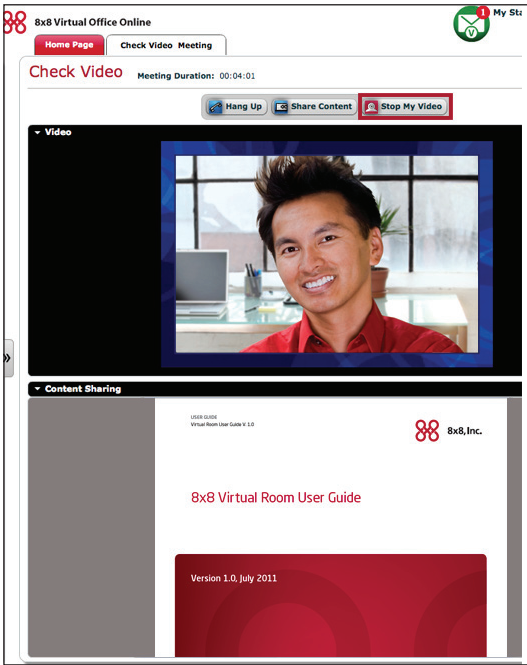 8x8 Virtual Office Online
1
My Sta
V
Home Page
Check Video Meeting
Check Video
Meeting Duration: 00:04:01
Hang Up
Share Content
Stop My Video
Video
»
Content Sharing
USER GUIDE
Virtual Room User Guide V. 1.0
8x8, Inc.
8x8 Virtual Room User Guide
Version 1.0, July 2011